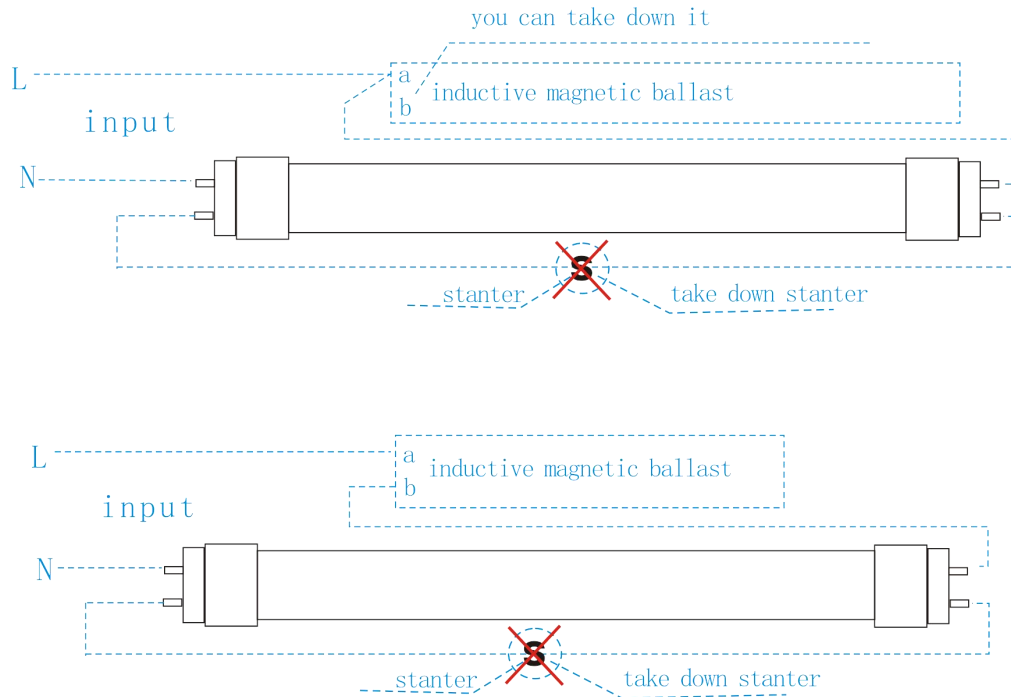 you can take down it
L
a
inductive magnetic ballast
b
input
N
S
stanter
take down stanter
L
a
inductive magnetic ballast
b
input
N
S
stanter
take down stanter